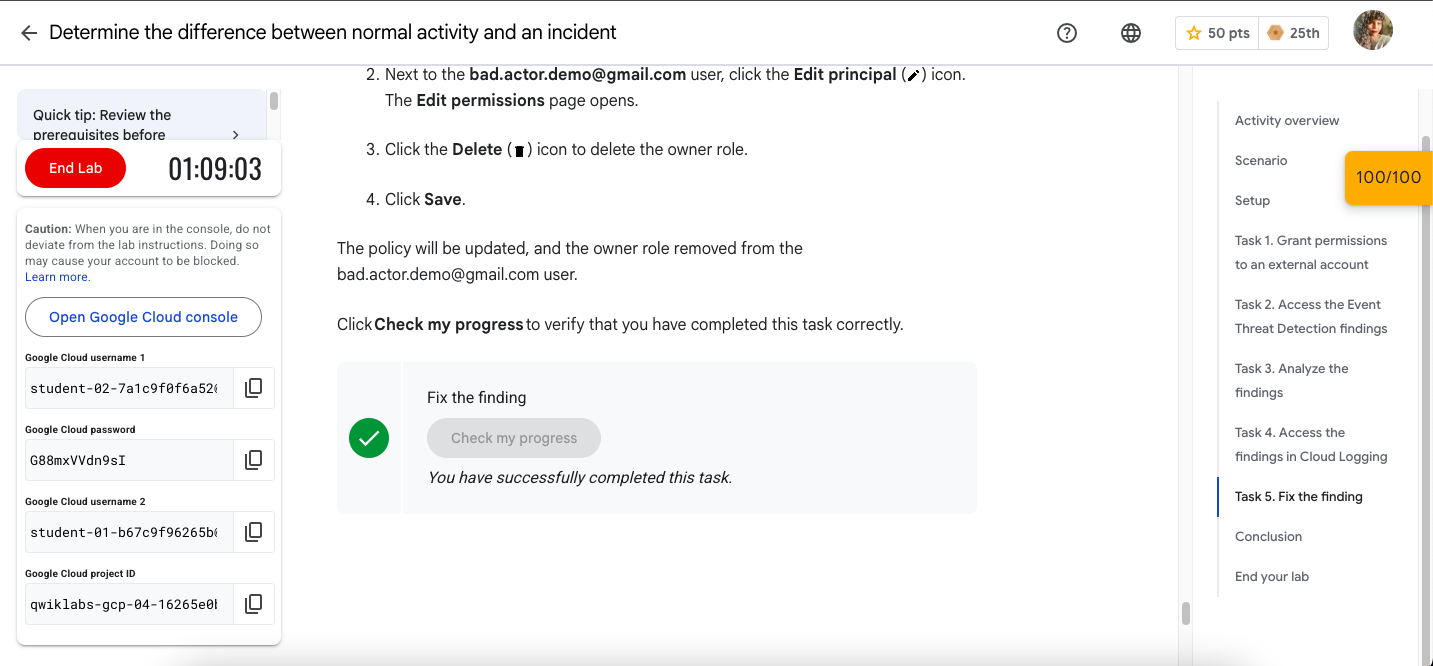 Determine the difference between normal activity and an incident
50 pts
25th
Quick tip: Review the
prerequisites before
End Lab
01:09:03
Caution: When you are in the console, do not
deviate from the lab instructions. Doing so
may cause your account to be blocked.
Learn more.
Open Google Cloud console
Google Cloud username 1
student-02-7a1c9f0f6a52
Google Cloud password
G88mxVVdn9sI
Google Cloud username 2
student-01-b67c9f96265b
Google Cloud project ID
qwiklabs-gcp-04-16265e0
2. Next to the bad.actor.demo@gmail.com user, click the Edit principal ( ) icon.
The Edit permissions page opens.
3. Click the Delete ( ) icon to delete the owner role.
4. Click Save.
The policy will be updated, and the owner role removed from the
bad.actor.demo@gmail.com user.
Click Check my progress to verify that you have completed this task correctly.
Fix the finding
Check my progress
You have successfully completed this task.
Activity overview
Scenario
100/100
Setup
Task 1. Grant permissions
to an external account
Task 2. Access the Event
Threat Detection findings
Task 3. Analyze the
findings
Task 4. Access the
findings in Cloud Logging
Task 5. Fix the finding
Conclusion
End your lab